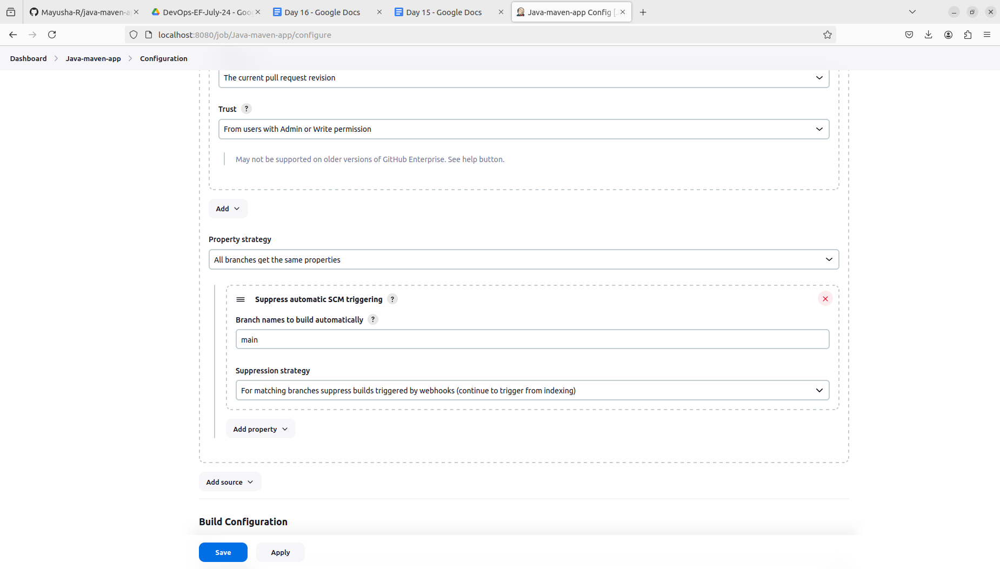 Mayusha-R/java-maven-a
DevOps-EF-July-24 - Goo
Day 16 - Google Docs
Day 15 - Google Docs
Java-maven-app Config [
localhost:8080/job/Java-maven-app/configure
Dashboard
Java-maven-app
Configuration
The current pull request revision
Trust ?
From users with Admin or Write permission
May not be supported on older versions of GitHub Enterprise. See help button.
Add
Property strategy
All branches get the same properties
Suppress automatic SCM triggering ?
Branch names to build automatically ?
main
Suppression strategy
For matching branches suppress builds triggered by webhooks (continue to trigger from indexing)
Add property
Add source
Build Configuration
Save
Apply